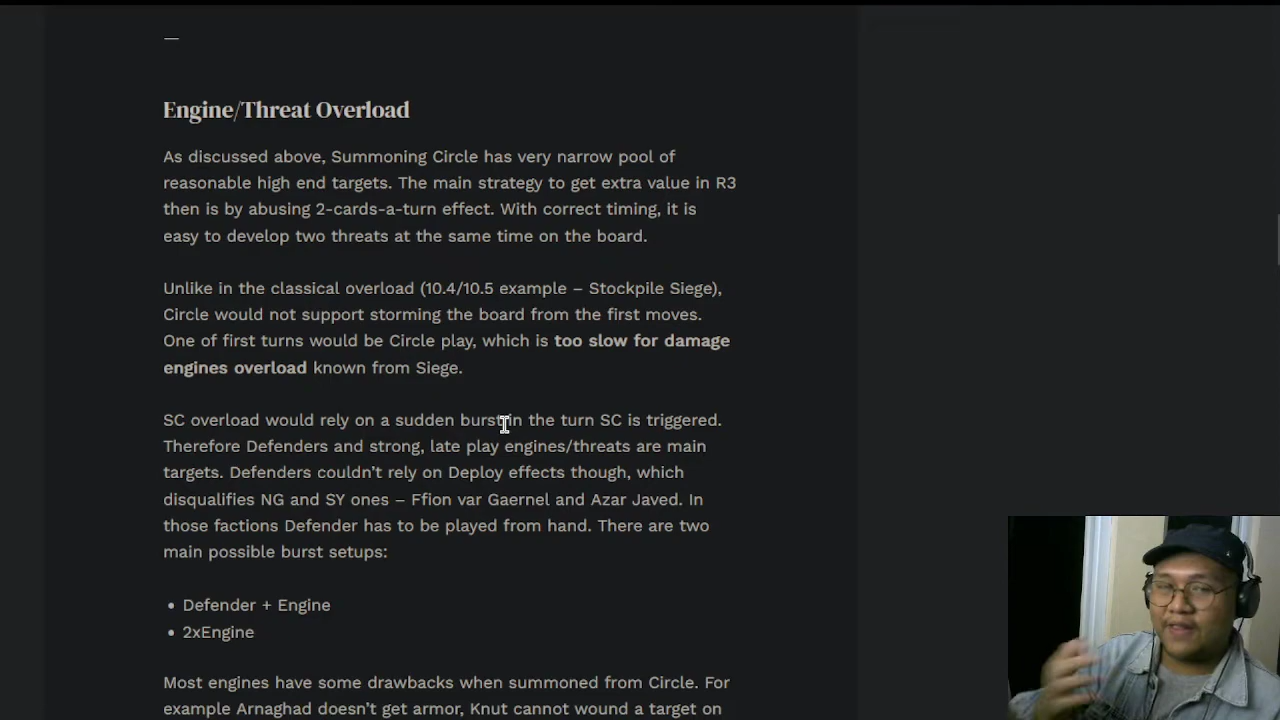 —
Engine/Threat Overload
As discussed above, Summoning Circle has very narrow pool of
reasonable high end targets. The main strategy to get extra value in R3
then is by abusing 2-cards-a-turn effect. With correct timing, it is
easy to develop two threats at the same time on the board.
Unlike in the classical overload (10.4/10.5 example – Stockpile Siege),
Circle would not support storming the board from the first moves.
One of first turns would be Circle play, which is too slow for damage
engines overload known from Siege.
SC overload would rely on a sudden burst in the turn SC is triggered.
Therefore Defenders and strong, late play engines/threats are main
targets. Defenders couldn’t rely on Deploy effects though, which
disqualifies NG and SY ones – Ffion var Gaernel and Azar Javed. In
those factions Defender has to be played from hand. There are two
main possible burst setups:
• Defender + Engine
• 2xEngine
Most engines have some drawbacks when summoned from Circle. For
example Arnaghad doesn’t get armor, Knut cannot wound a target on